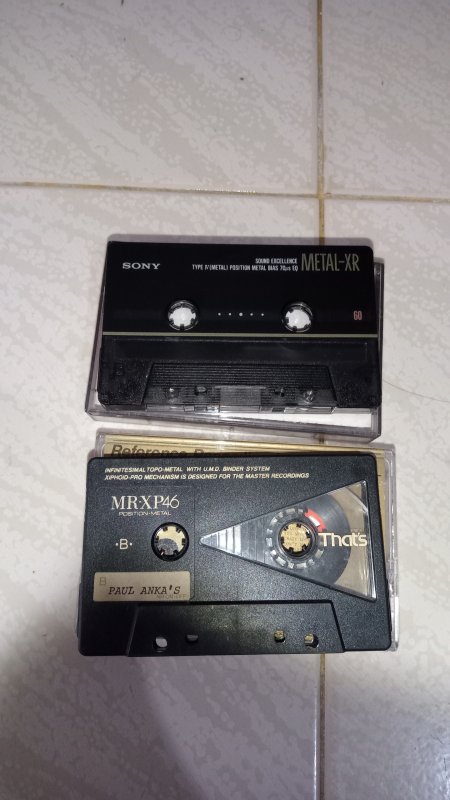 SONY
SOUND EXCELLENCE
TYPE IV (METAL) POSITION METAL BIAS 70µs EQ
METAL-XR
60
B
Reference
INFINITESIMAL TOPO-METAL WITH U.M.D. BINDER SYSTEM
XIPHOID-PRO MECHANISM IS DESIGNED FOR THE MASTER RECORDINGS
MR-XP46
POSITION·METAL
·B·
That's
B
PAUL ANKA'S